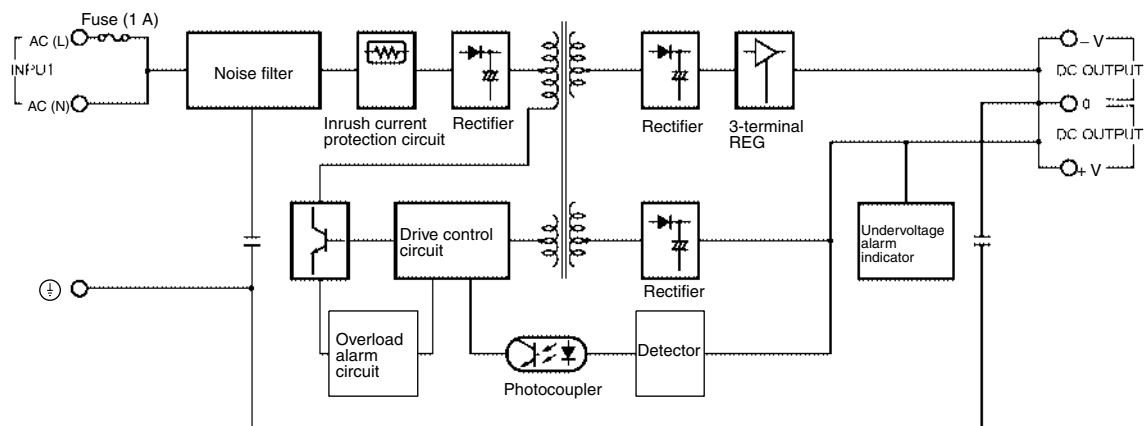 Fuse (1 A)
AC (L)
INPU1
AC (N)
Noise filter
Inrush current
protection circuit
Rectifier
Rectifier
3-terminal
REG
− V
DC OUTPUT
0
DC OUTPUT
+ V
Drive control
circuit
Rectifier
Undervoltage
alarm
indicator
Overload
alarm
circuit
Photocoupler
Detector